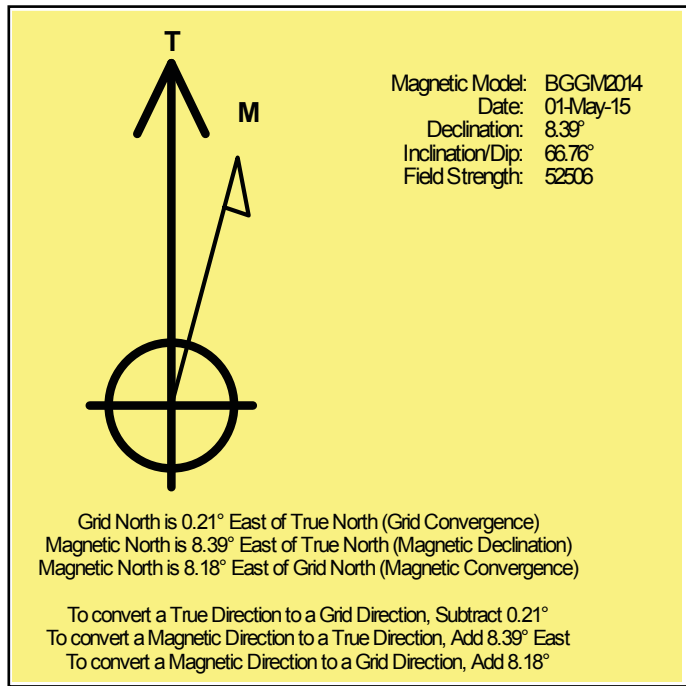 T
M
Magnetic Model: BGGM2014
Date: 01-May-15
Declination: 8.39°
Inclination/Dip: 66.76°
Field Strength: 52506
Grid North is 0.21° East of True North (Grid Convergence)
Magnetic North is 8.39° East of True North (Magnetic Declination)
Magnetic North is 8.18° East of Grid North (Magnetic Convergence)
To convert a True Direction to a Grid Direction, Subtract 0.21°
To convert a Magnetic Direction to a True Direction, Add 8.39° East
To convert a Magnetic Direction to a Grid Direction, Add 8.18°